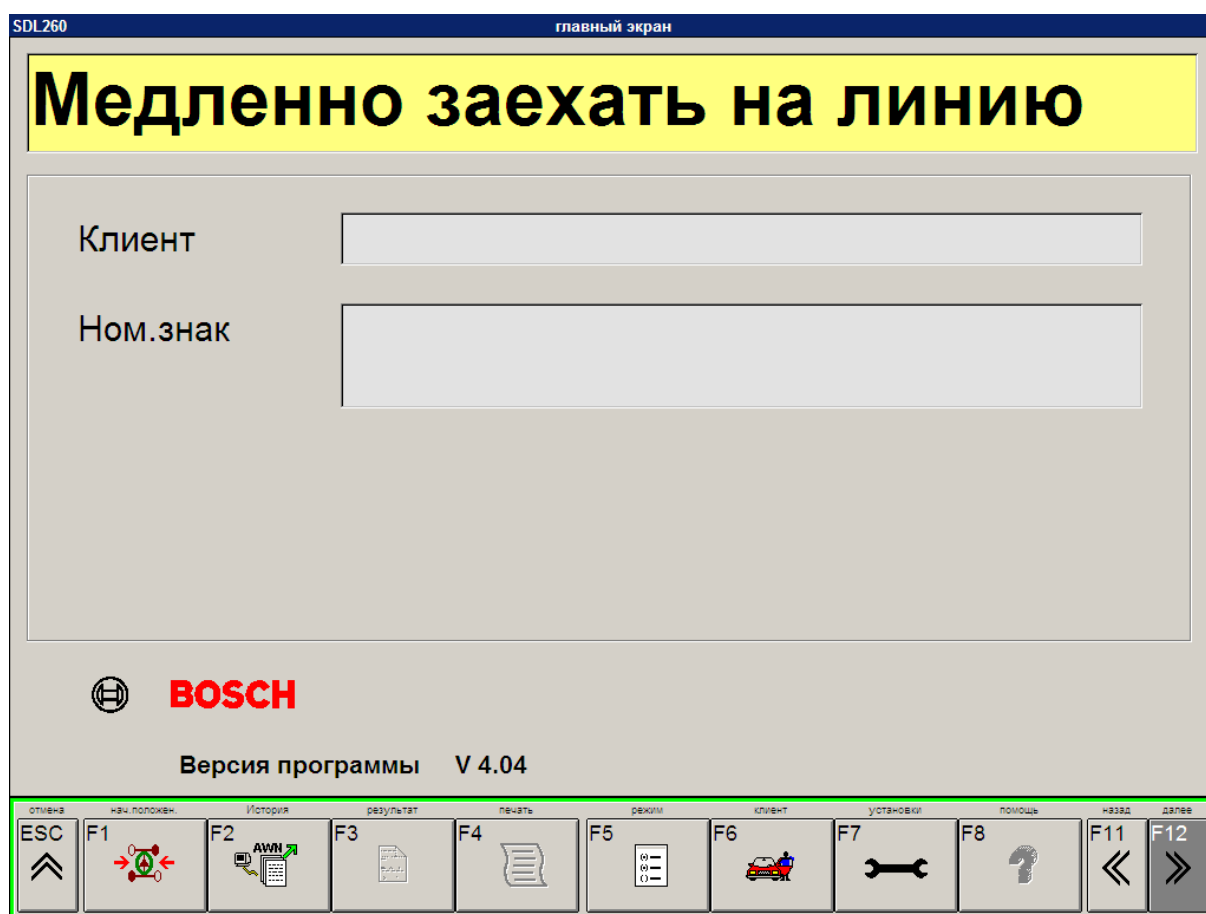 SDL260 главный экран
Медленно заехать на линию
Клиент
Ном.знак
BOSCH
Версия программы V 4.04
отмена нач.положен. История результат печать режим клиент установки помощь назад далее
ESC F1 F2 F3 F4 F5 F6 F7 F8 F11 F12
AWN